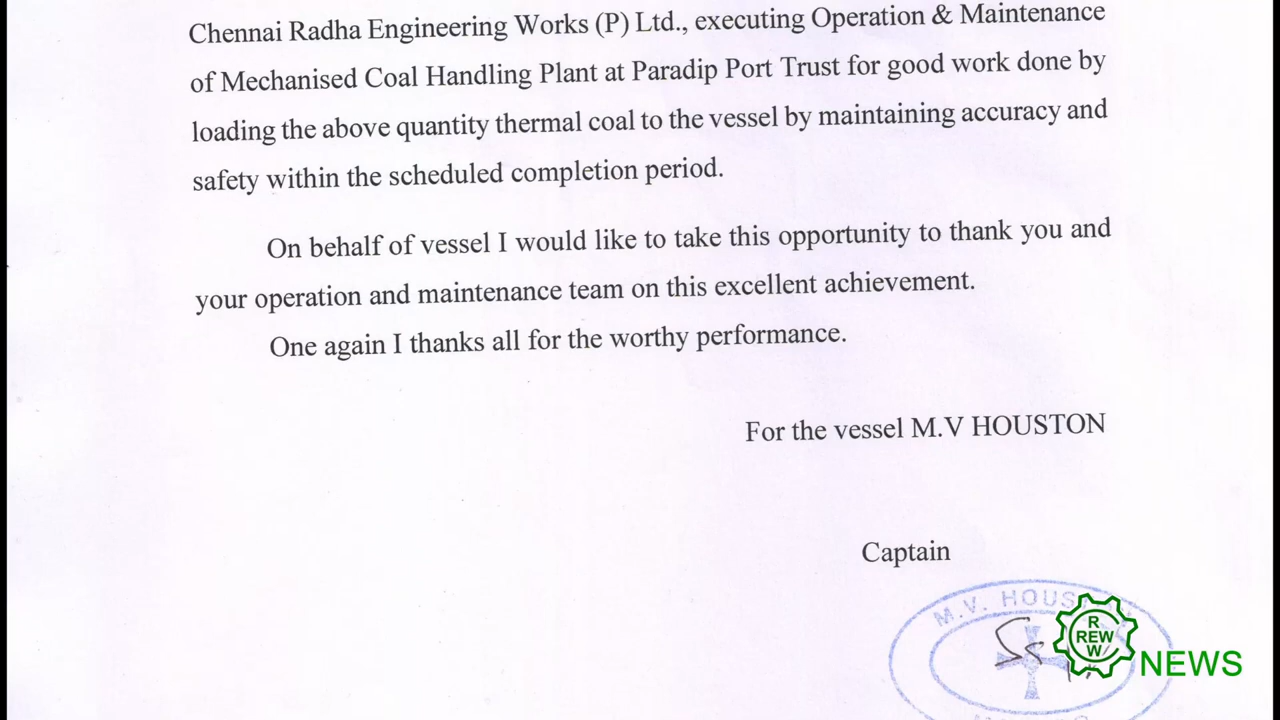 Chennai Radha Engineering Works (P) Ltd., executing Operation & Maintenance
of Mechanised Coal Handling Plant at Paradip Port Trust for good work done by
loading the above quantity thermal coal to the vessel by maintaining accuracy and
safety within the scheduled completion period.
On behalf of vessel I would like to take this opportunity to thank you and
your operation and maintenance team on this excellent achievement.
One again I thanks all for the worthy performance.
For the vessel M.V HOUSTON
Captain
M.V. HOUS
R
REW
W
NEWS